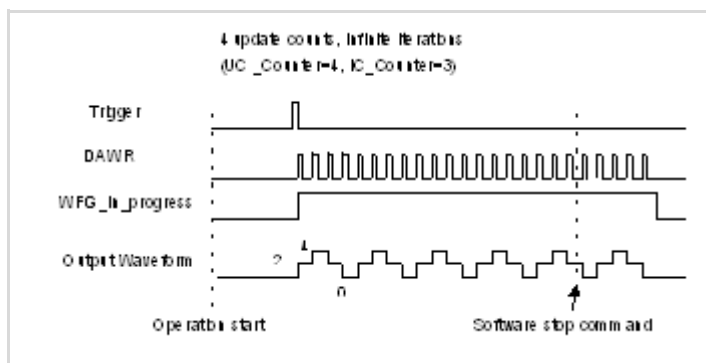 4 update counts, infinite iterations
(UC_Counter=4, IC_Counter=3)
Trigger
DAWR
WFG_in_progress
4
Output Waveform 2
0
Operation start
Software stop command